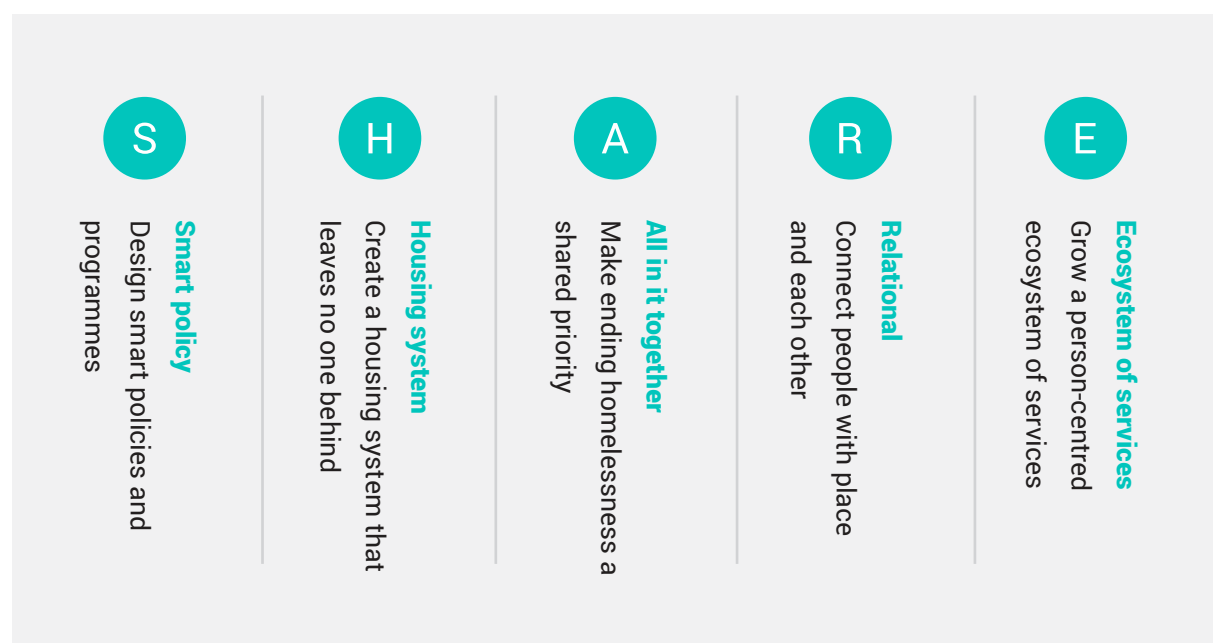 S
Smart policy
Design smart policies and
programmes
H
Housing system
Create a housing system that
leaves no one behind
A
All in it together
Make ending homelessness a
shared priority
R
Relational
Connect people with place
and each other
E
Ecosystem of services
Grow a person-centred
ecosystem of services